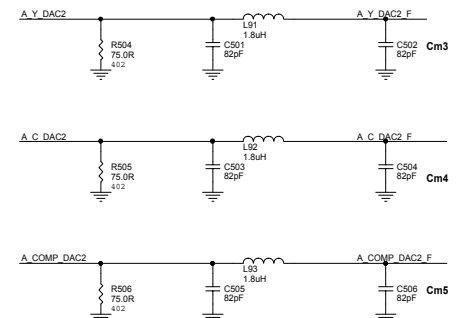 A_Y_DAC2 L91 A_Y_DAC2_F
1.8uH
R504 C501 C502 Cm3
75.0R 82pF 82pF
402
A_C_DAC2 L92 A_C_DAC2_F
1.8uH
R505 C503 C504
75.0R 82pF 82pF Cm4
402
A_COMP_DAC2 L93 A_COMP_DAC2_F
1.8uH
R506 C505 C506 Cm5
75.0R 82pF 82pF
402